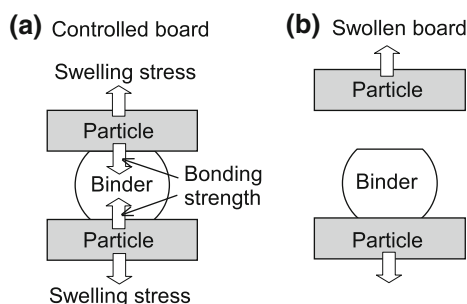 (a) Controlled board
Swelling stress
Particle
Binder
Bonding
strength
Particle
Swelling stress
(b) Swollen board
Particle
Binder
Particle